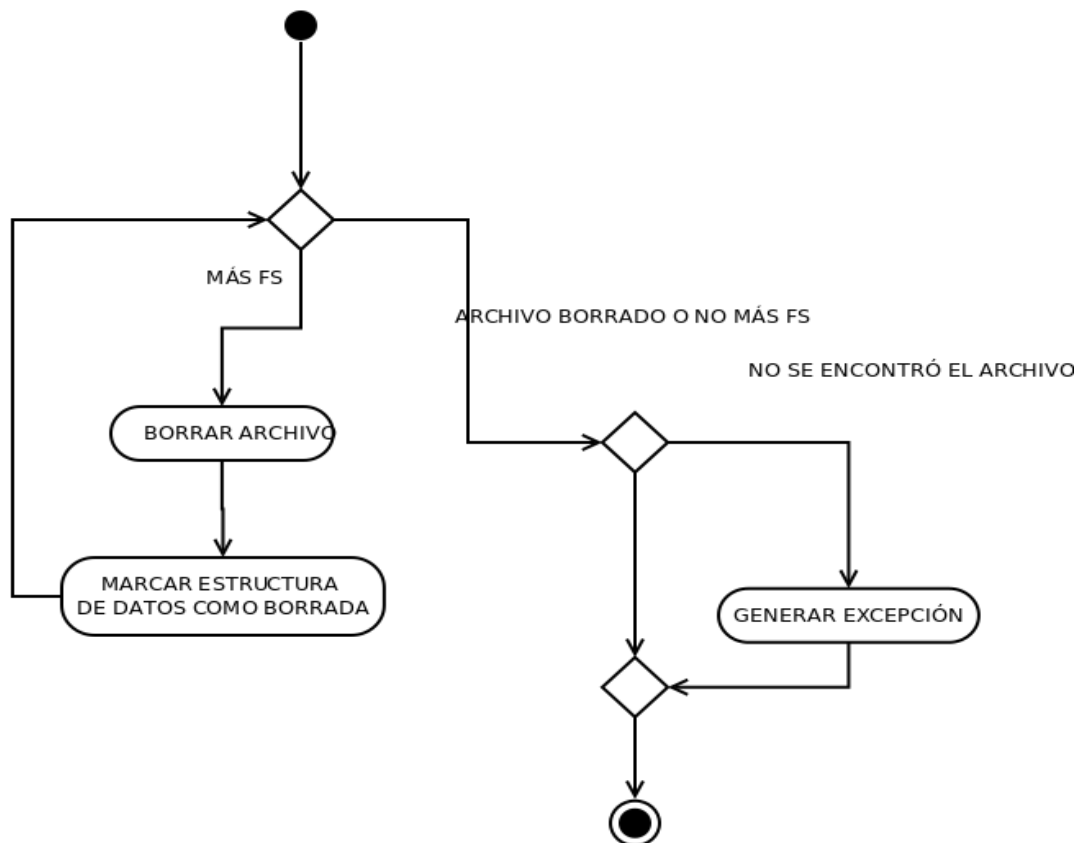 MÁS FS
ARCHIVO BORRADO O NO MÁS FS
NO SE ENCONTRÓ EL ARCHIVO
BORRAR ARCHIVO
MARCAR ESTRUCTURA
DE DATOS COMO BORRADA
GENERAR EXCEPCIÓN